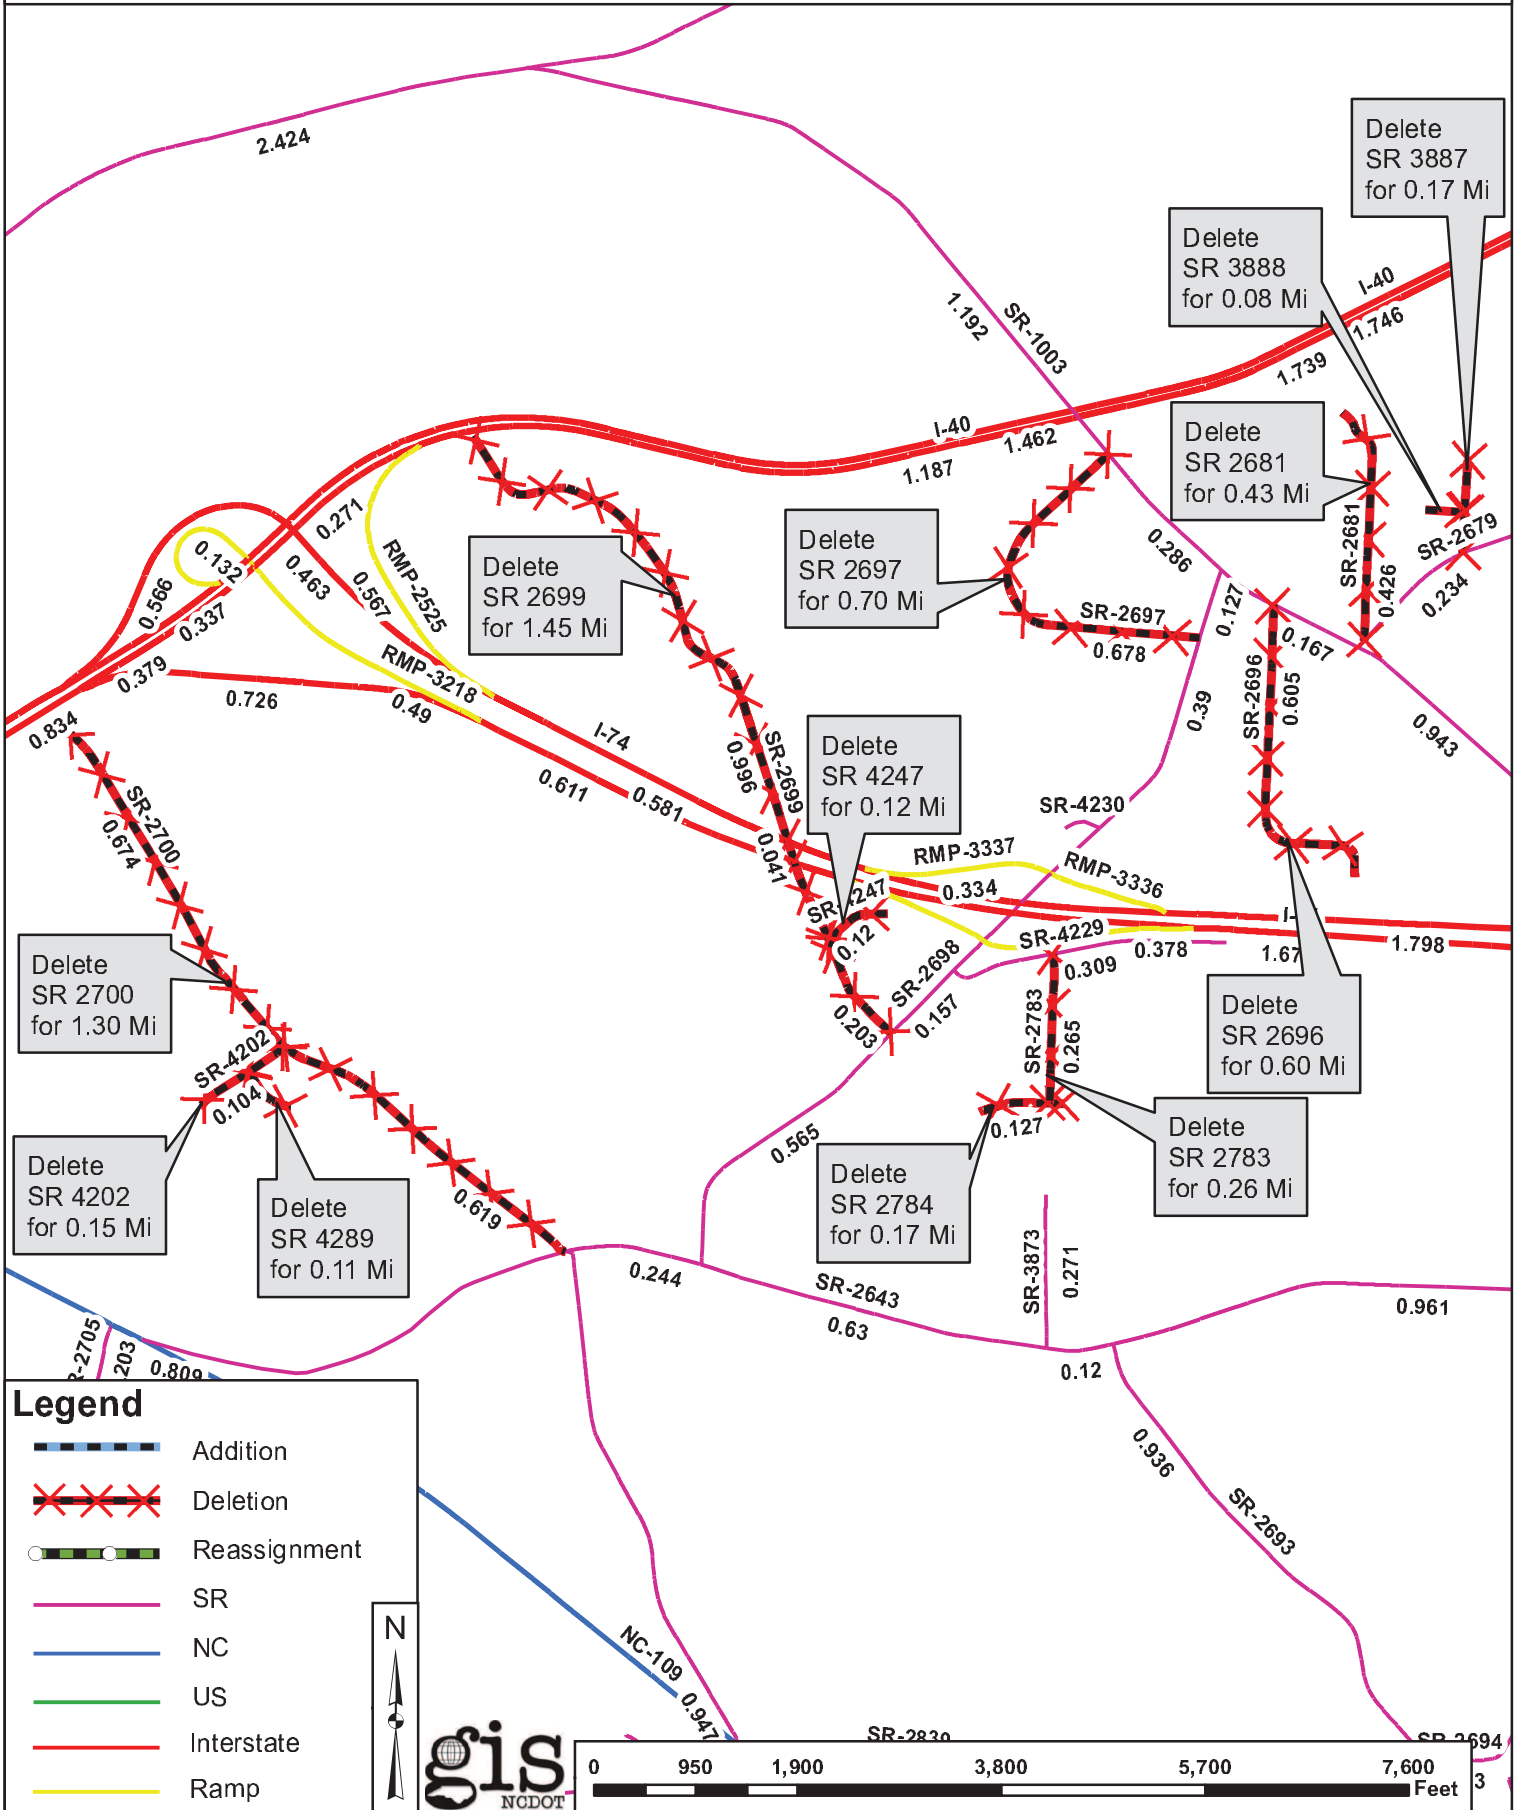 2.424
Delete
SR 3887
for 0.17 Mi
Delete
SR 3888
for 0.08 Mi
I-40
1.746
1.739
1.192
SR-1003
I-40
1.462
1.187
Delete
SR 2681
for 0.43 Mi
SR-2679
0.234
SR-2681
0.426
0.271
0.132
0.463
0.567
RMP-2525
0.566
0.337
0.379
RMP-3218
0.726
0.49
0.834
Delete
SR 2699
for 1.45 Mi
Delete
SR 2697
for 0.70 Mi
SR-2697
0.678
0.286
0.127
0.167
SR-2696
0.605
0.39
0.943
I-74
0.611
0.581
0.996
SR-2699
0.041
Delete
SR 4247
for 0.12 Mi
SR-4230
RMP-3337
RMP-3336
0.334
0.12
SR-4229
0.378
0.309
1.798
SR-2698
0.157
0.203
SR-2700
0.674
Delete
SR 2700
for 1.30 Mi
SR-4202
0.104
SR-2783
0.265
0.127
Delete
SR 2696
for 0.60 Mi
Delete
SR 2783
for 0.26 Mi
Delete
SR 2784
for 0.17 Mi
Delete
SR 4202
for 0.15 Mi
Delete
SR 4289
for 0.11 Mi
0.619
0.565
0.244
SR-2643
0.63
SR-3873
0.271
0.961
0.12
0.809
0.936
SR-2693
NC-109
0.947
SR-2839
Legend
Addition
Deletion
Reassignment
SR
NC
US
Interstate
Ramp
N
gis
NCDOT
0 950 1,900 3,800 5,700 7,600
Feet